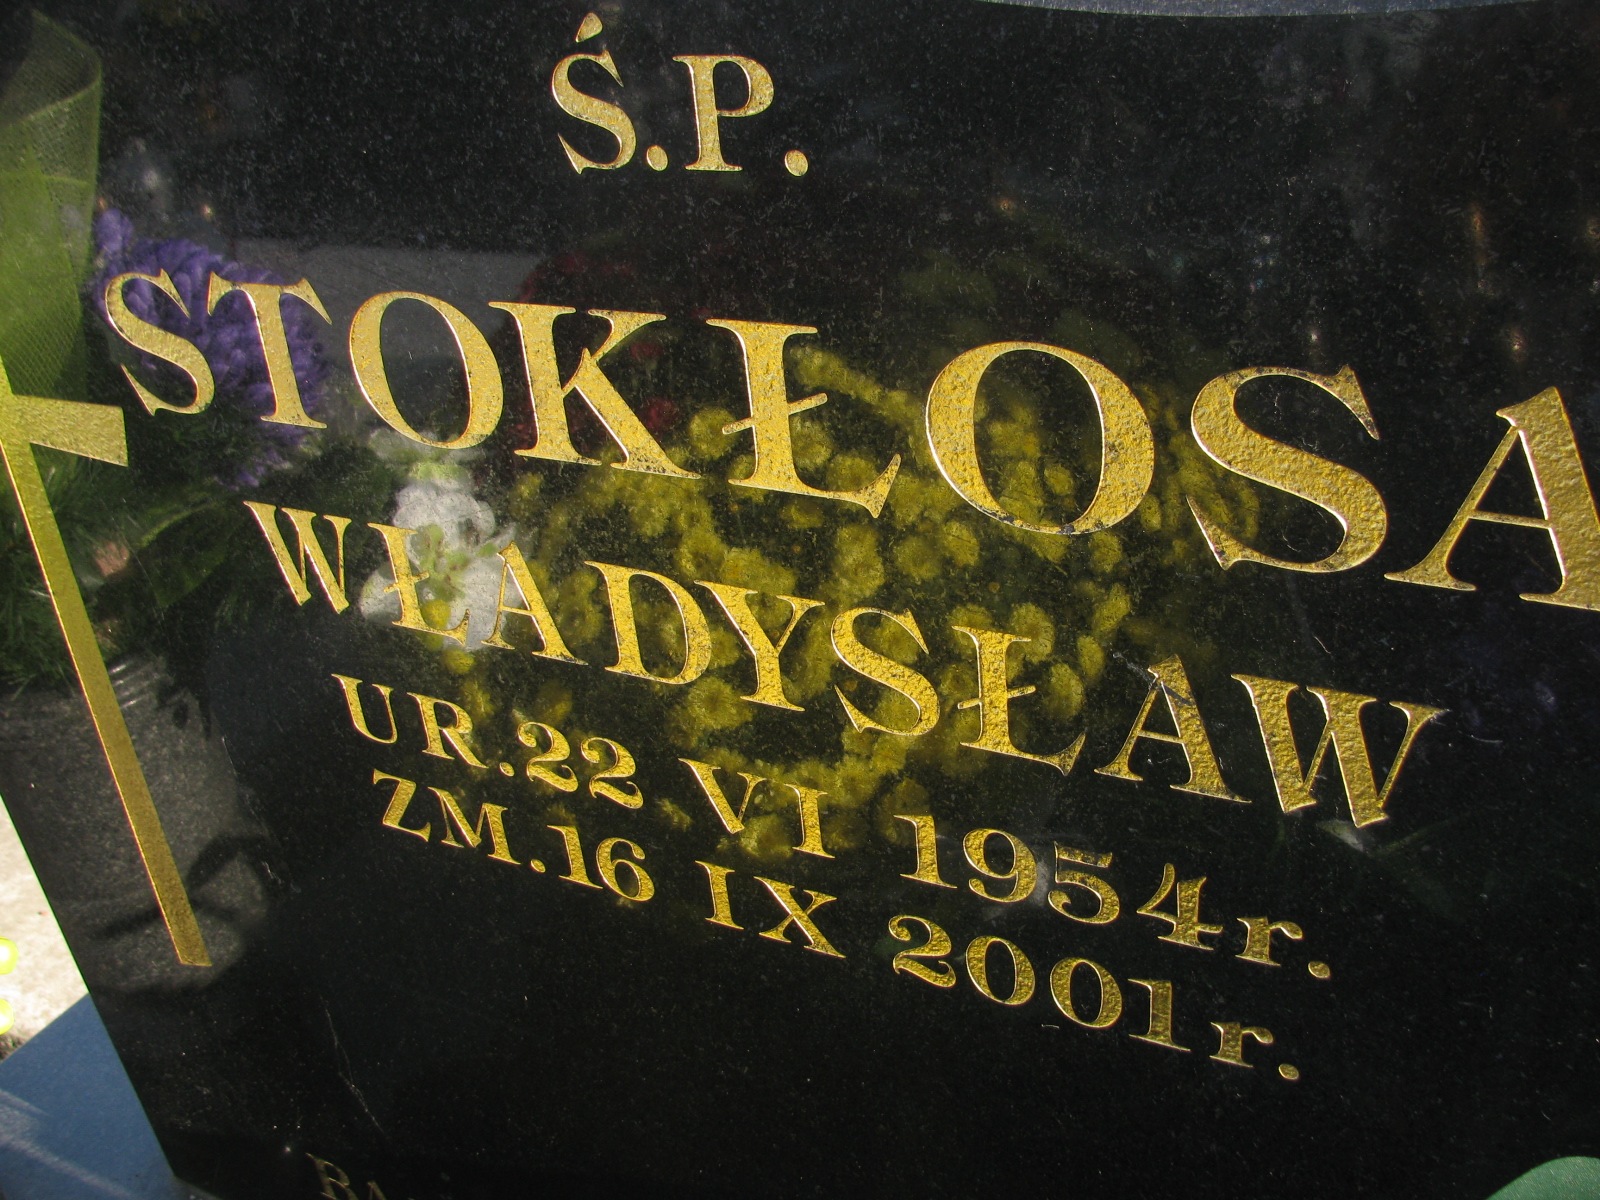 Ś.P.
STOKŁOSA
WŁADYSŁAW
UR.22 VI 1954r.
ZM.16 IX 2001r.